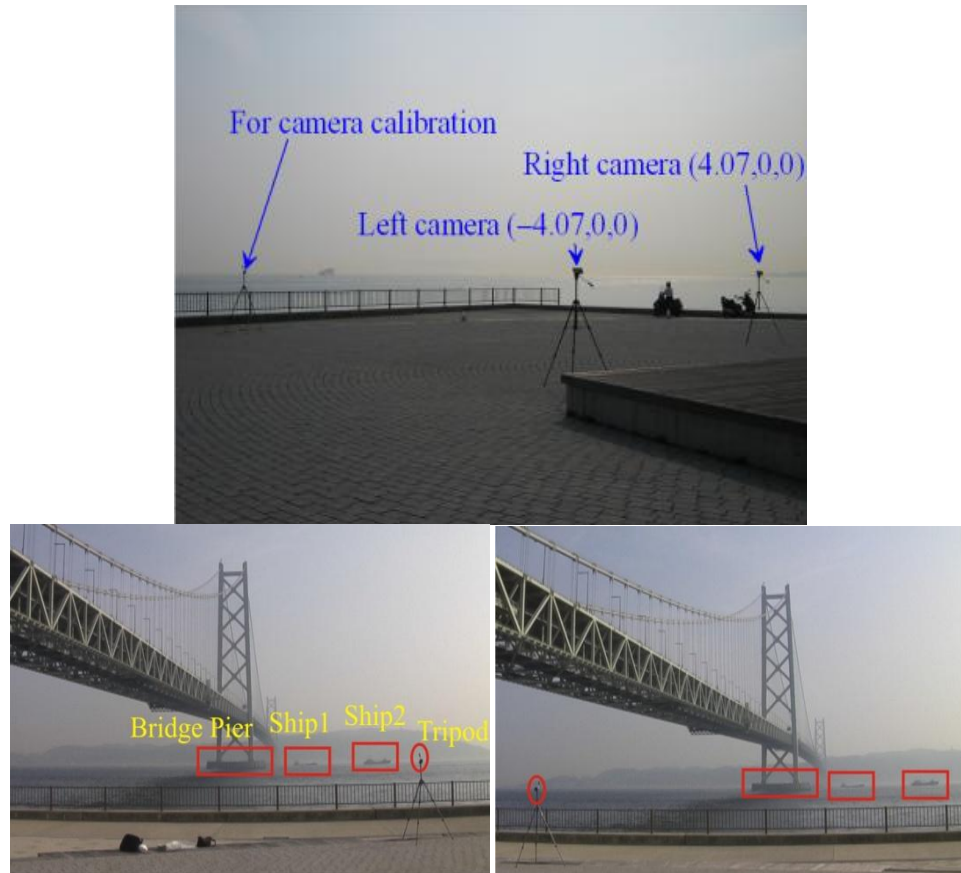 For camera calibration
Right camera (4.07,0,0)
Left camera (−4.07,0,0)
Bridge Pier
Ship1
Ship2
Tripod